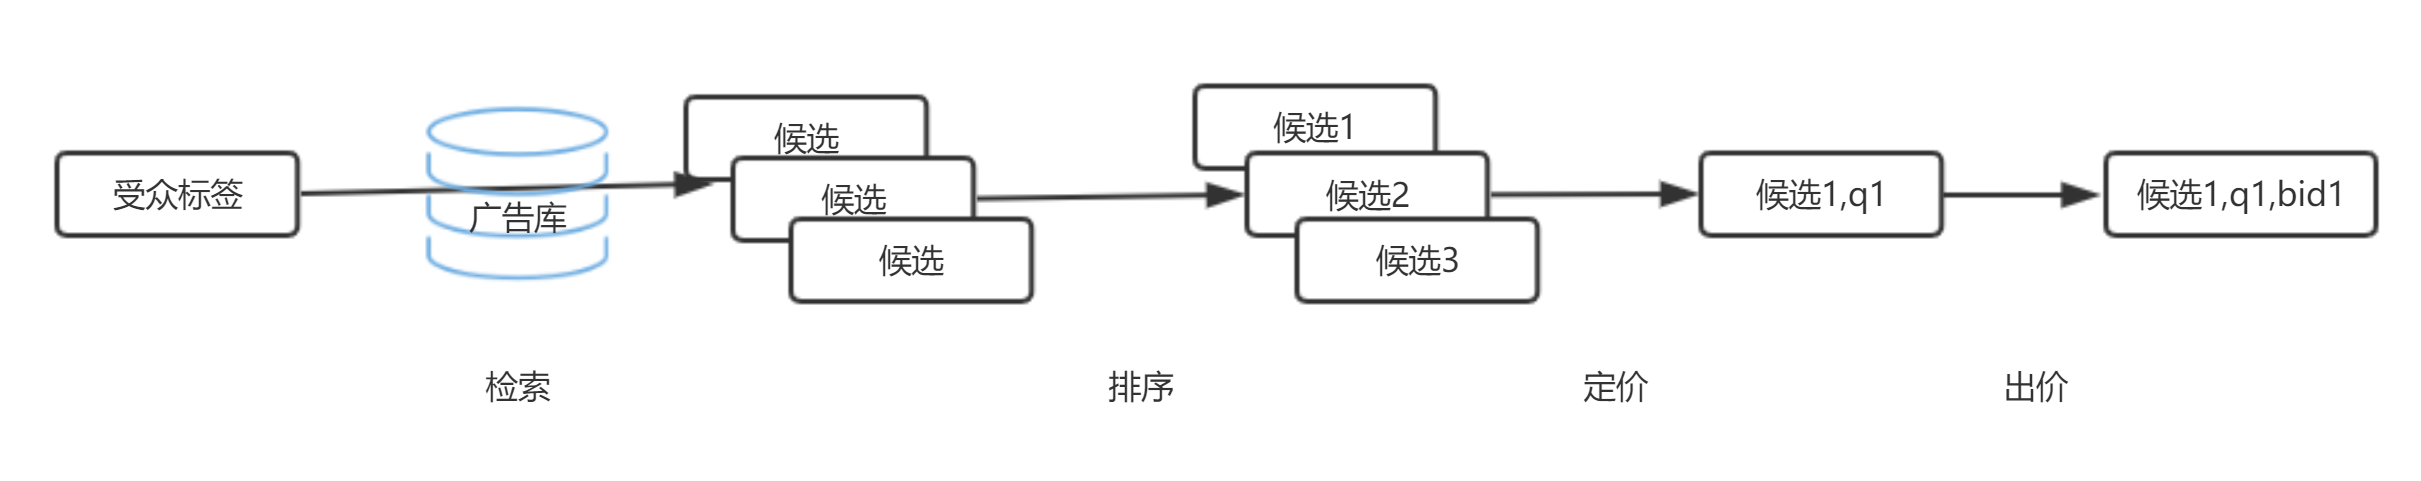 受众标签
广告库
候选
候选
候选
候选1
候选2
候选3
候选1,q1
候选1,q1,bid1
检索
排序
定价
出价